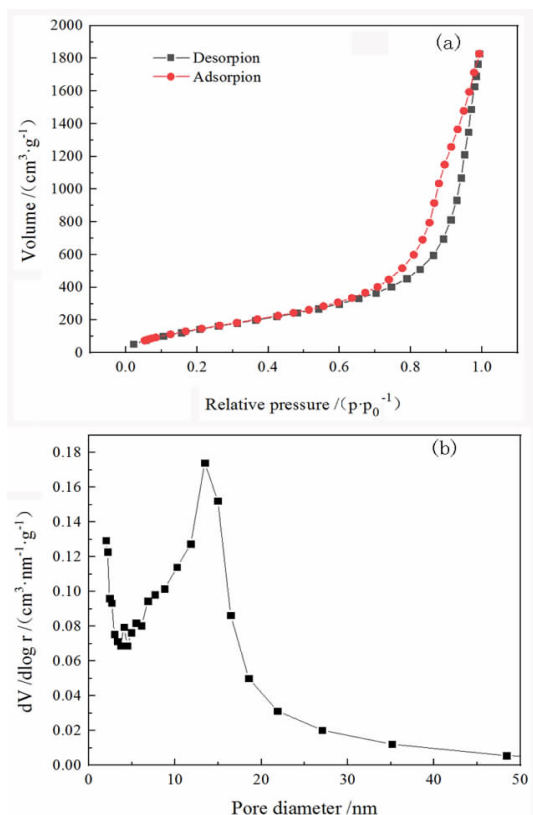 (a)
Desorpion
Adsorpion
Volume /(cm³·g⁻¹)
2000
1800
1600
1400
1200
1000
800
600
400
200
0
0.0 0.2 0.4 0.6 0.8 1.0
Relative pressure /(p·p₀⁻¹)
(b)
dV /dlog r /(cm³·nm⁻¹·g⁻¹)
0.18
0.16
0.14
0.12
0.10
0.08
0.06
0.04
0.02
0.00
0 10 20 30 40 50
Pore diameter /nm